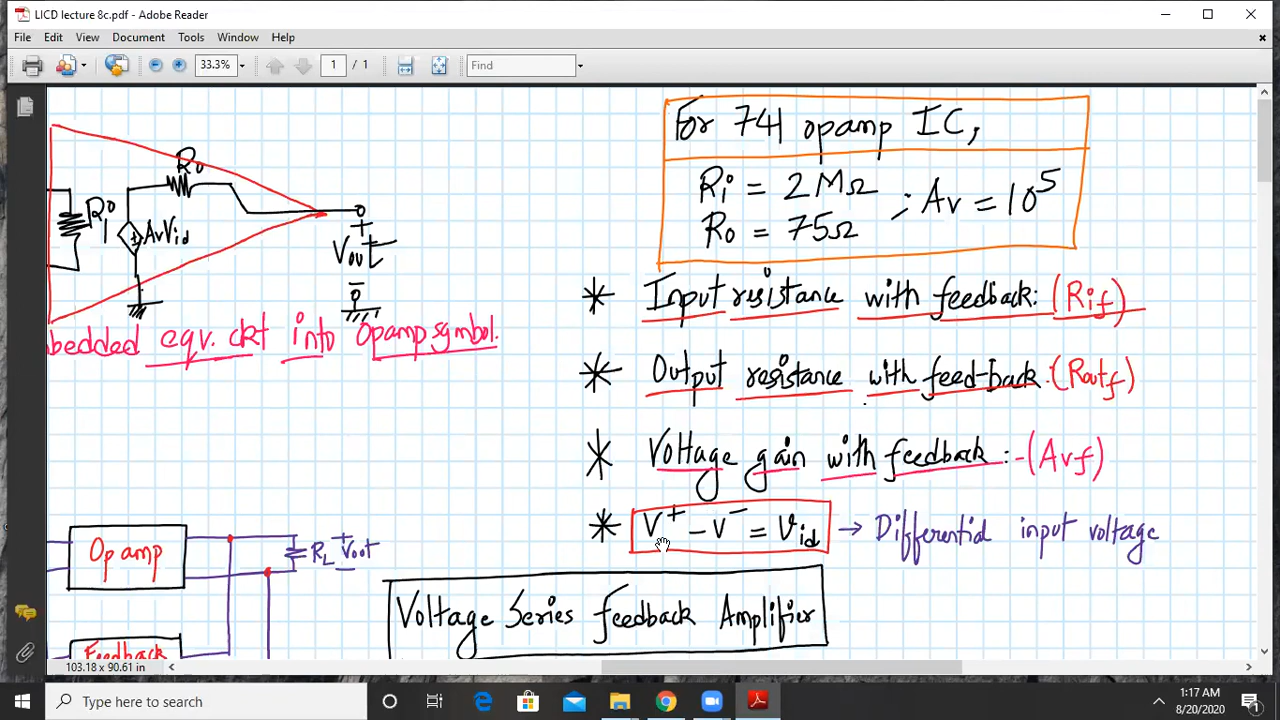 LICD lecture 8c.pdf - Adobe Reader
File Edit View Document Tools Window Help
33.3% 1 / 1 Find
For 741 opamp IC,
Ri = 2MΩ ; Av = 10^5
Ro = 75Ω
Ro
Ri
AvVid
+
Vout
-
bedded eqv. ckt into Opamp symbol.
* Input resistance with feedback: (Rif)
* Output resistance with feed-back. (Routf)
* Voltage gain with feedback :- (Avf)
* V+ - V- = Vid → Differential input voltage
Op amp
RL + Vout -
Voltage Series Feedback Amplifier
Feedback
103.18 x 90.61 in
Type here to search
1:17 AM
8/20/2020
1